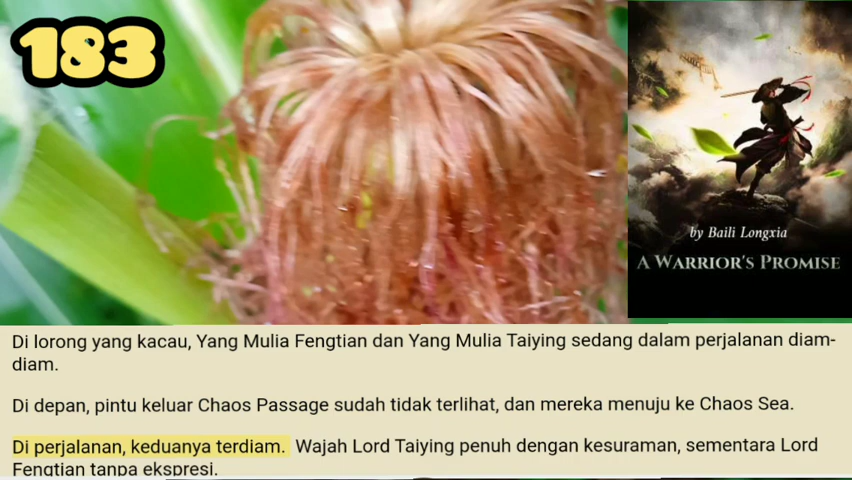 183
by Baili Longxia
A WARRIOR'S PROMISE
Di lorong yang kacau, Yang Mulia Fengtian dan Yang Mulia Taiying sedang dalam perjalanan diam-
diam.
Di depan, pintu keluar Chaos Passage sudah tidak terlihat, dan mereka menuju ke Chaos Sea.
Di perjalanan, keduanya terdiam. Wajah Lord Taiying penuh dengan kesuraman, sementara Lord
Fengtian tanpa ekspresi.